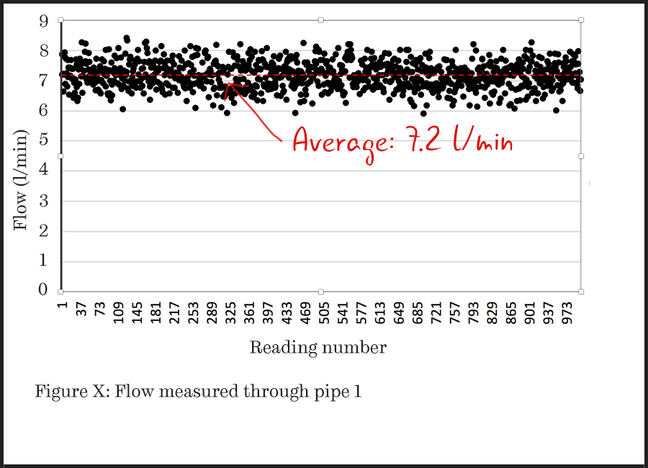 9
8
7
6
5
4
3
2
1
0
Flow (l/min)
Average: 7.2 l/min
1 37 73 109 145 181 217 253 289 325 361 397 433 469 505 541 577 613 649 685 721 757 793 829 865 901 937 973
Reading number
Figure X: Flow measured through pipe 1